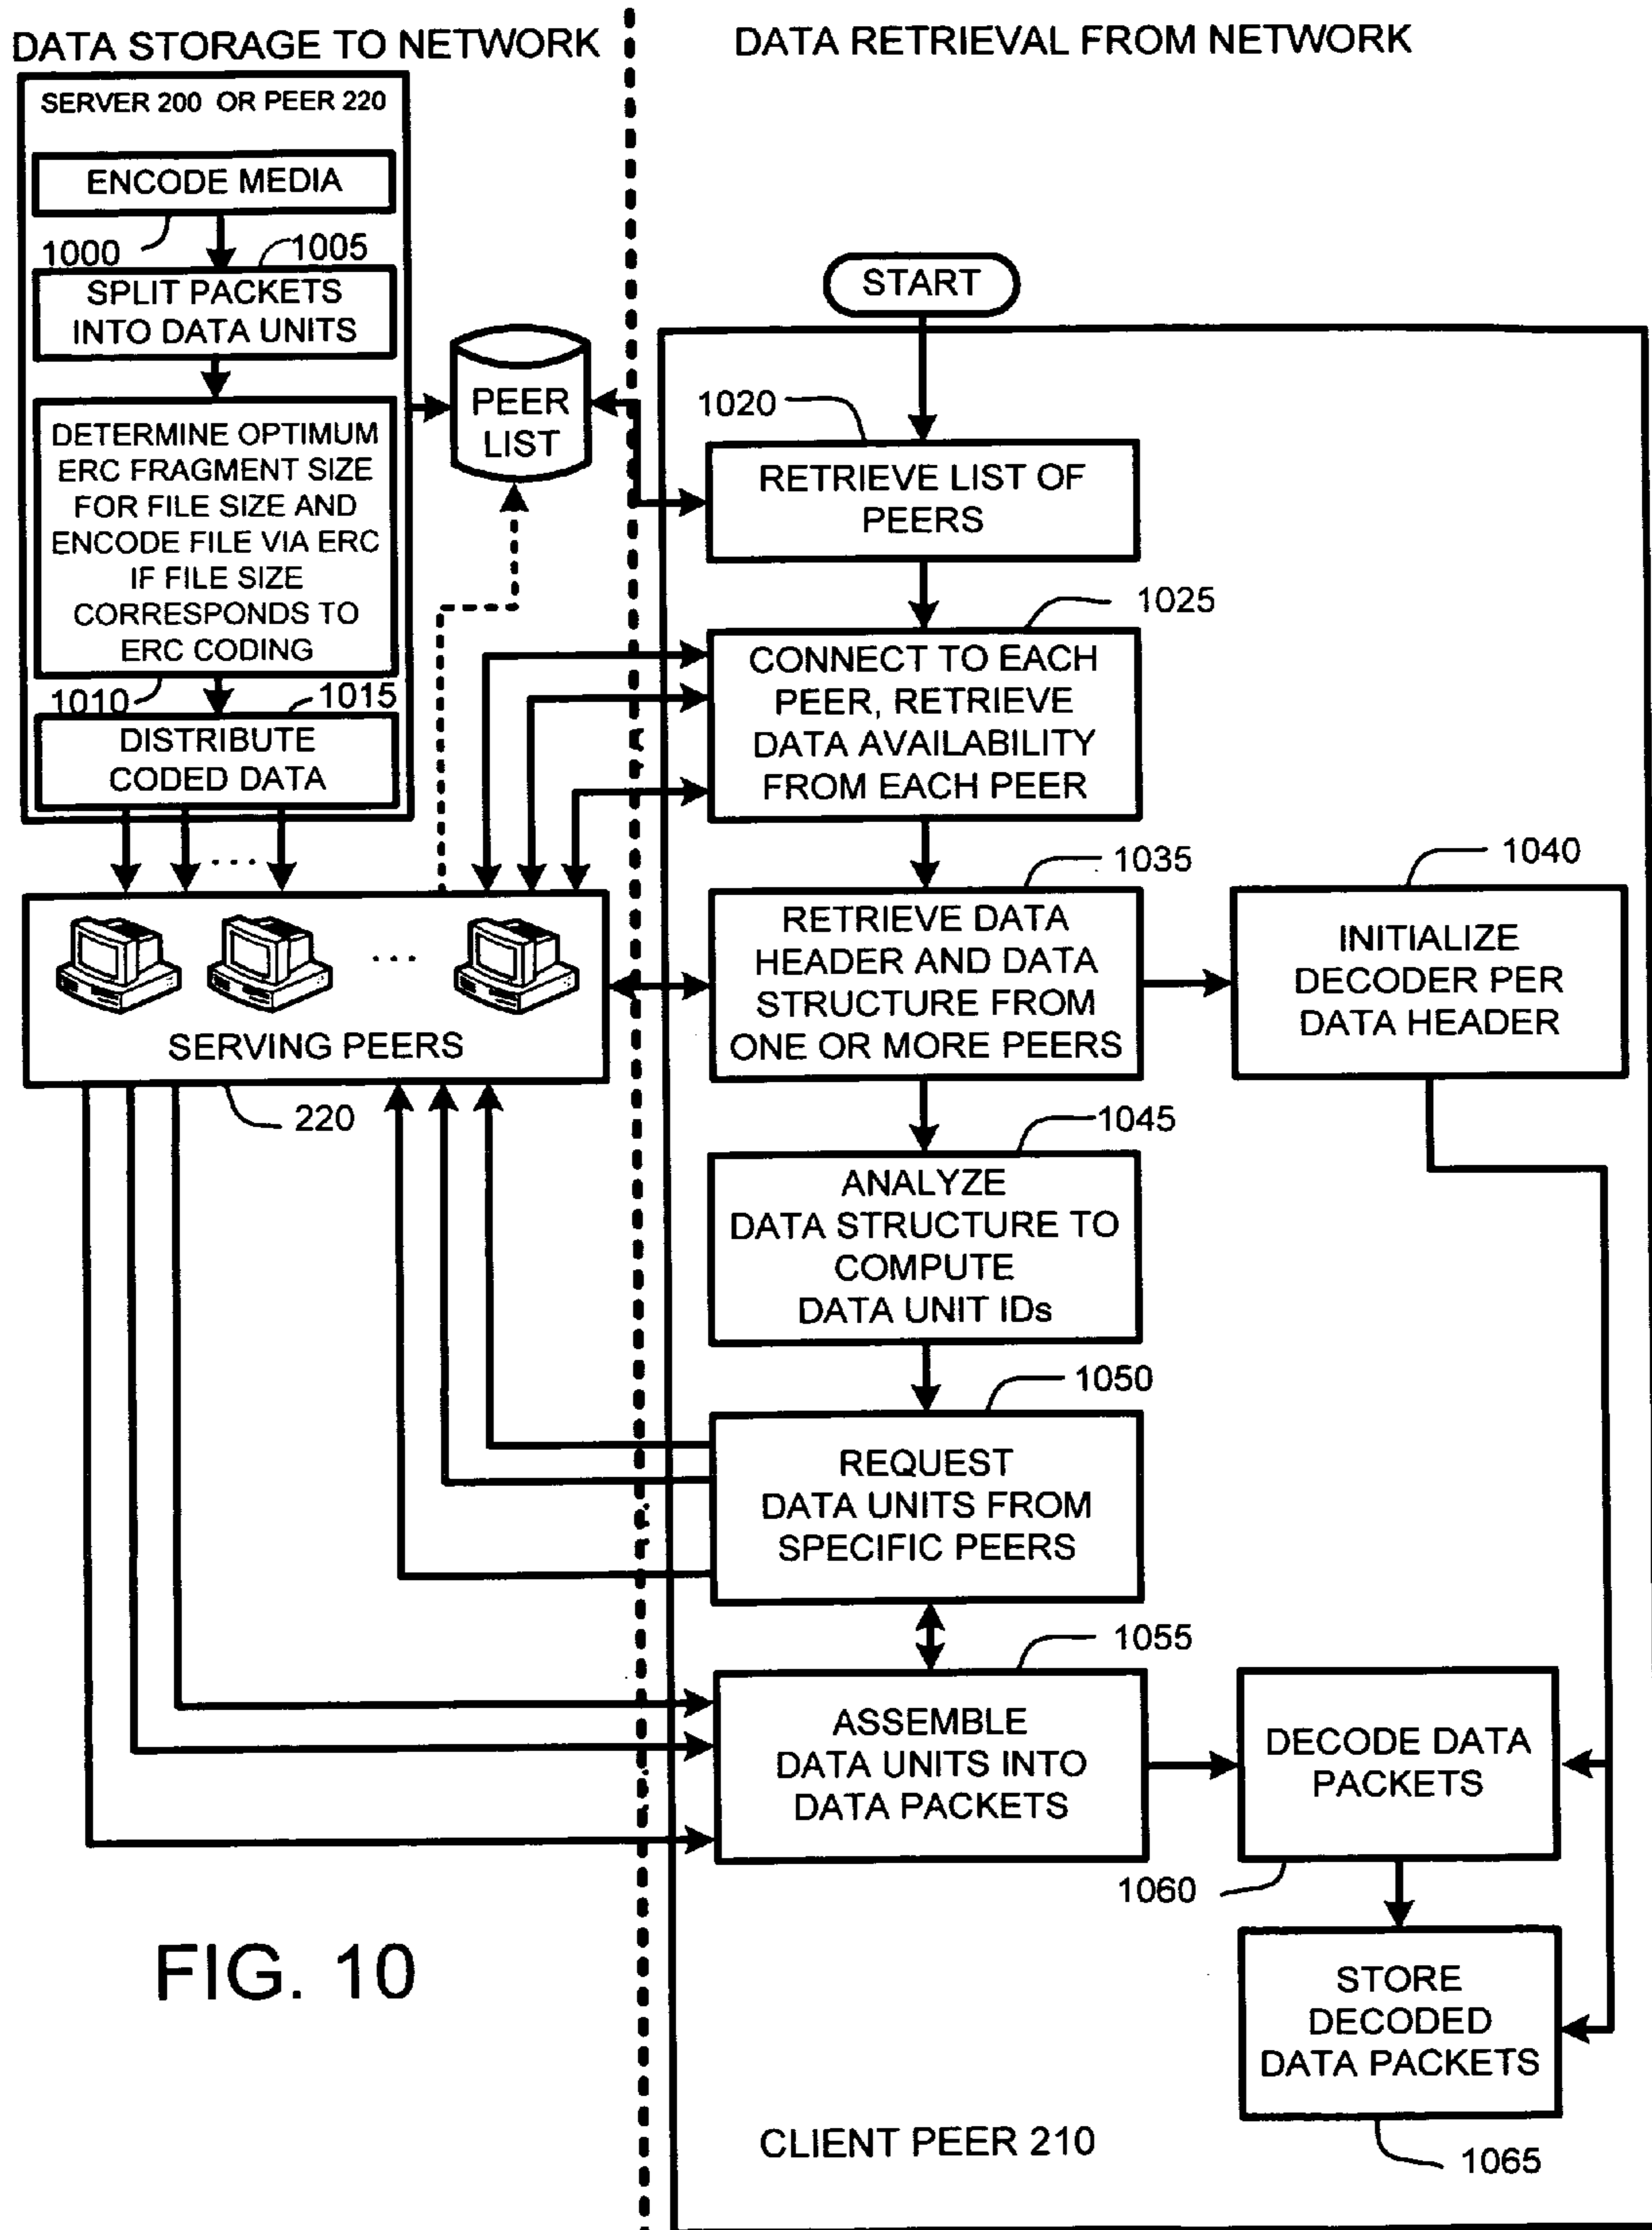 DATA STORAGE TO NETWORK
DATA RETRIEVAL FROM NETWORK
SERVER 200 OR PEER 220
ENCODE MEDIA
1000
1005
SPLIT PACKETS
INTO DATA UNITS
DETERMINE OPTIMUM
ERC FRAGMENT SIZE
FOR FILE SIZE AND
ENCODE FILE VIA ERC
IF FILE SIZE
CORRESPONDS TO
ERC CODING
1010
1015
DISTRIBUTE
CODED DATA
...
PEER
LIST
...
SERVING PEERS
220
START
1020
RETRIEVE LIST OF
PEERS
1025
CONNECT TO EACH
PEER, RETRIEVE
DATA AVAILABILITY
FROM EACH PEER
1035
RETRIEVE DATA
HEADER AND DATA
STRUCTURE FROM
ONE OR MORE PEERS
1040
INITIALIZE
DECODER PER
DATA HEADER
1045
ANALYZE
DATA STRUCTURE TO
COMPUTE
DATA UNIT IDs
1050
REQUEST
DATA UNITS FROM
SPECIFIC PEERS
1055
ASSEMBLE
DATA UNITS INTO
DATA PACKETS
DECODE DATA
PACKETS
1060
STORE
DECODED
DATA PACKETS
1065
CLIENT PEER 210
FIG. 10